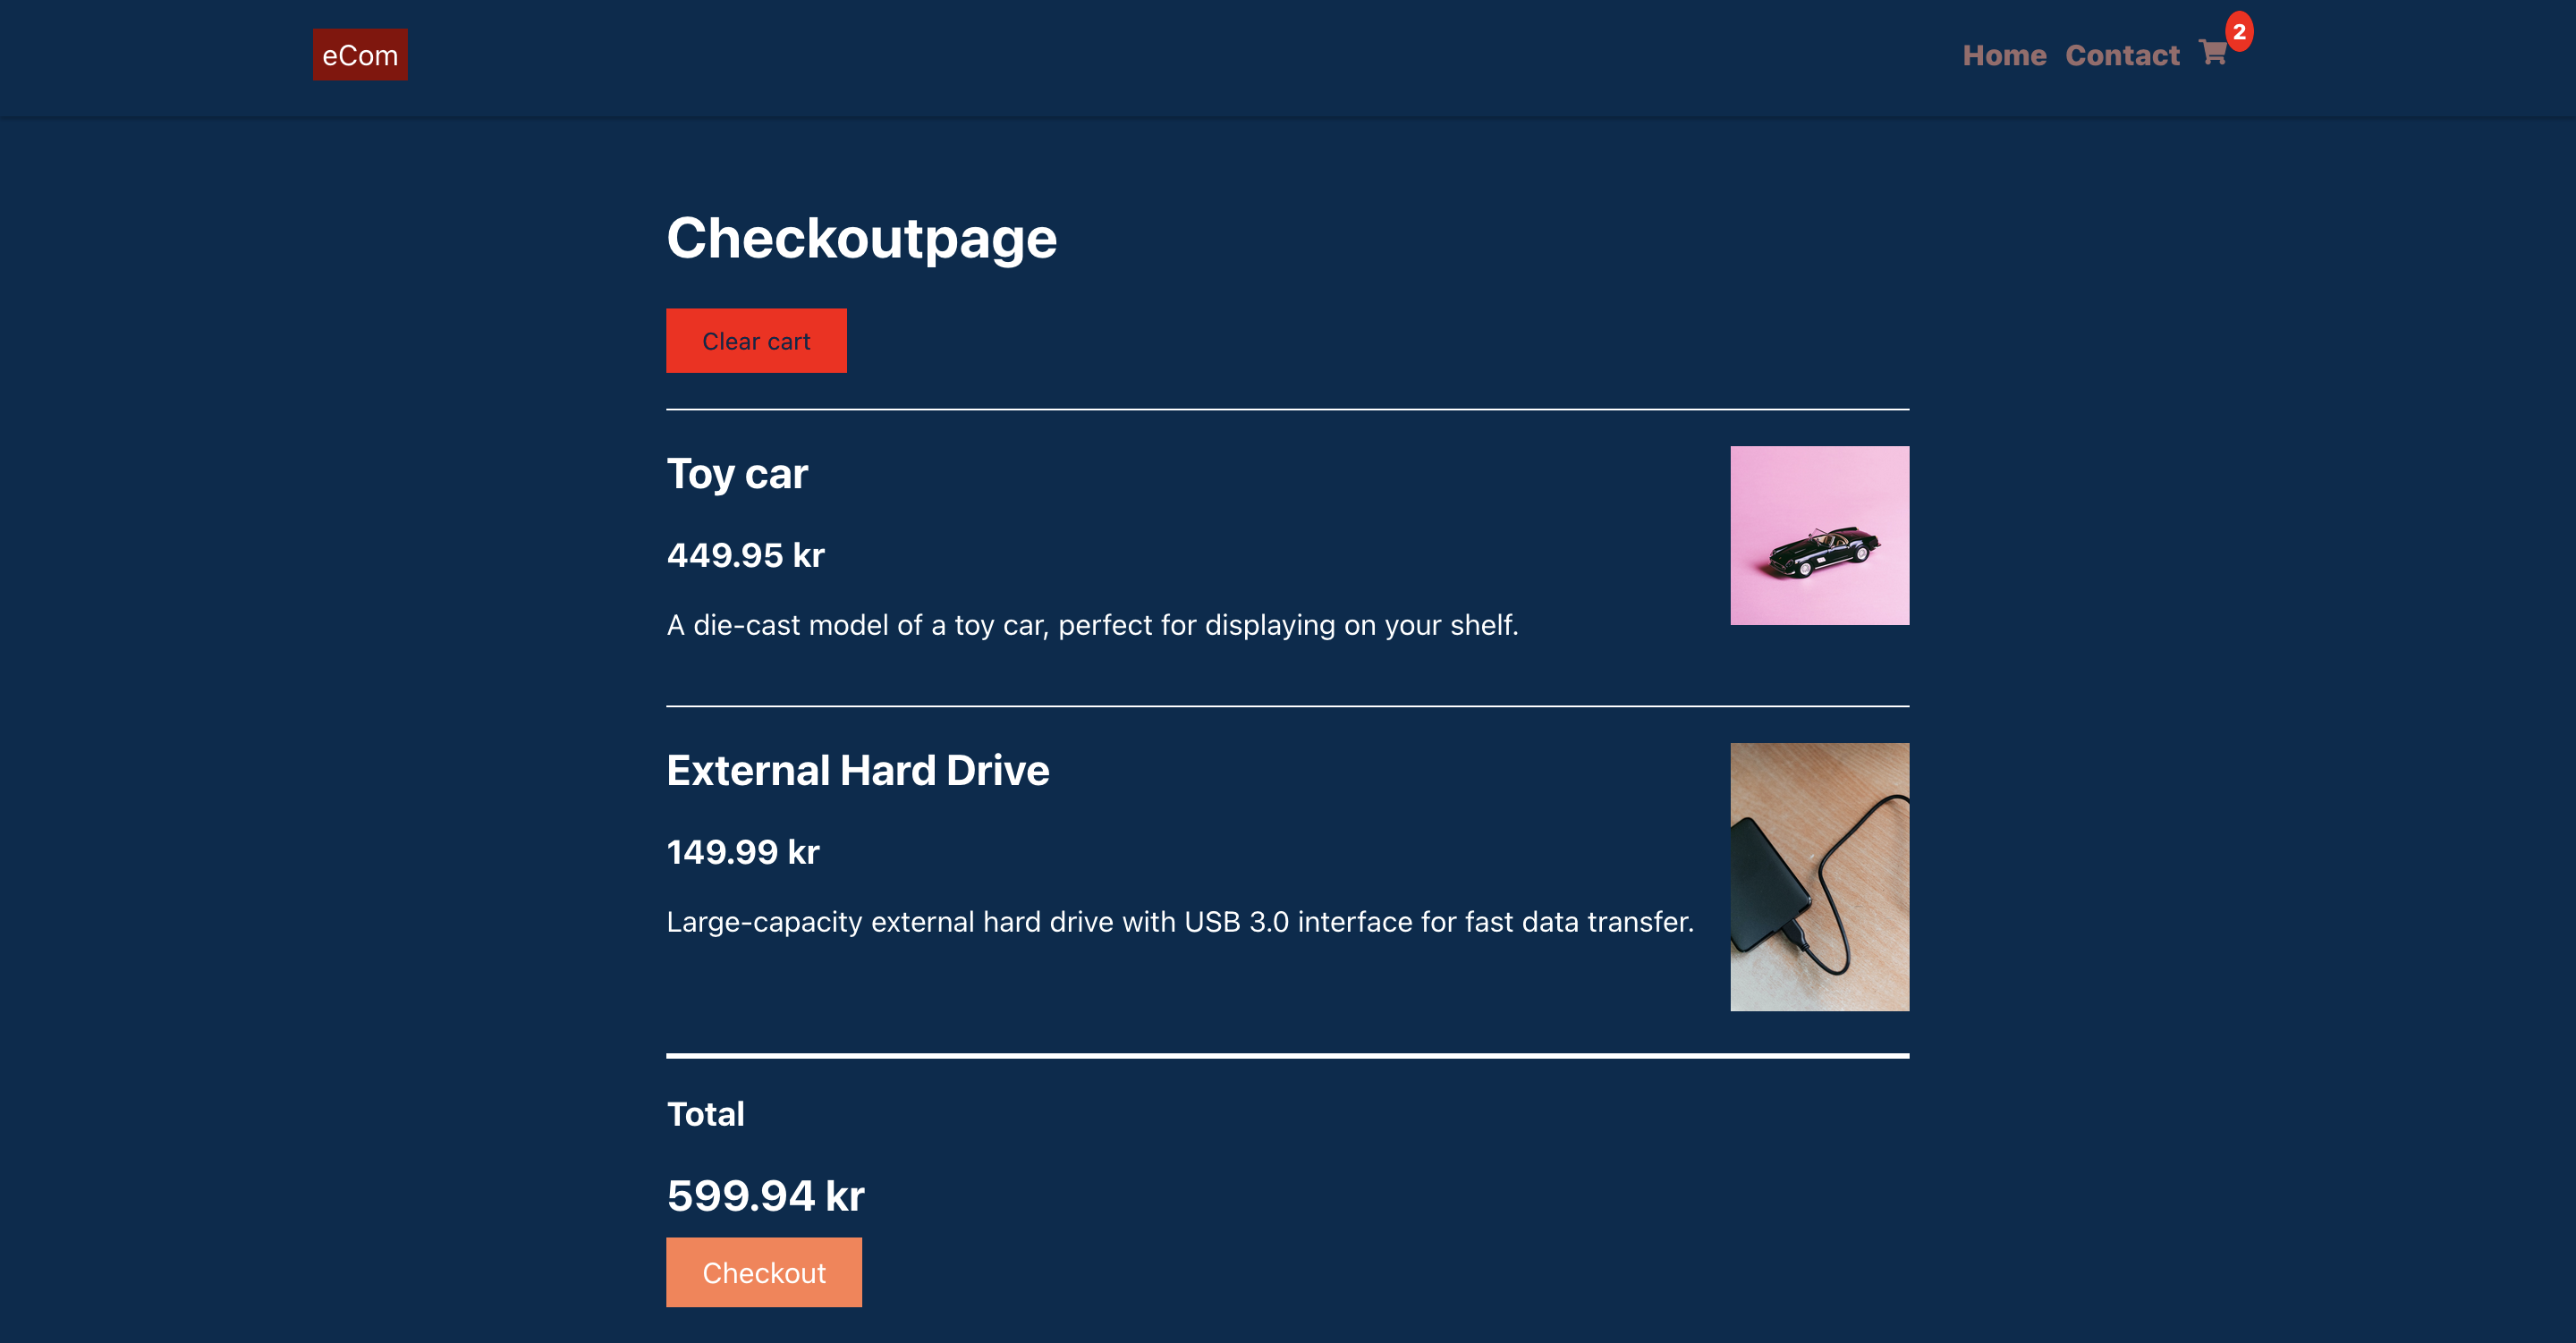 eCom
Home Contact 2
Checkoutpage
Clear cart
Toy car
449.95 kr
A die-cast model of a toy car, perfect for displaying on your shelf.
External Hard Drive
149.99 kr
Large-capacity external hard drive with USB 3.0 interface for fast data transfer.
Total
599.94 kr
Checkout